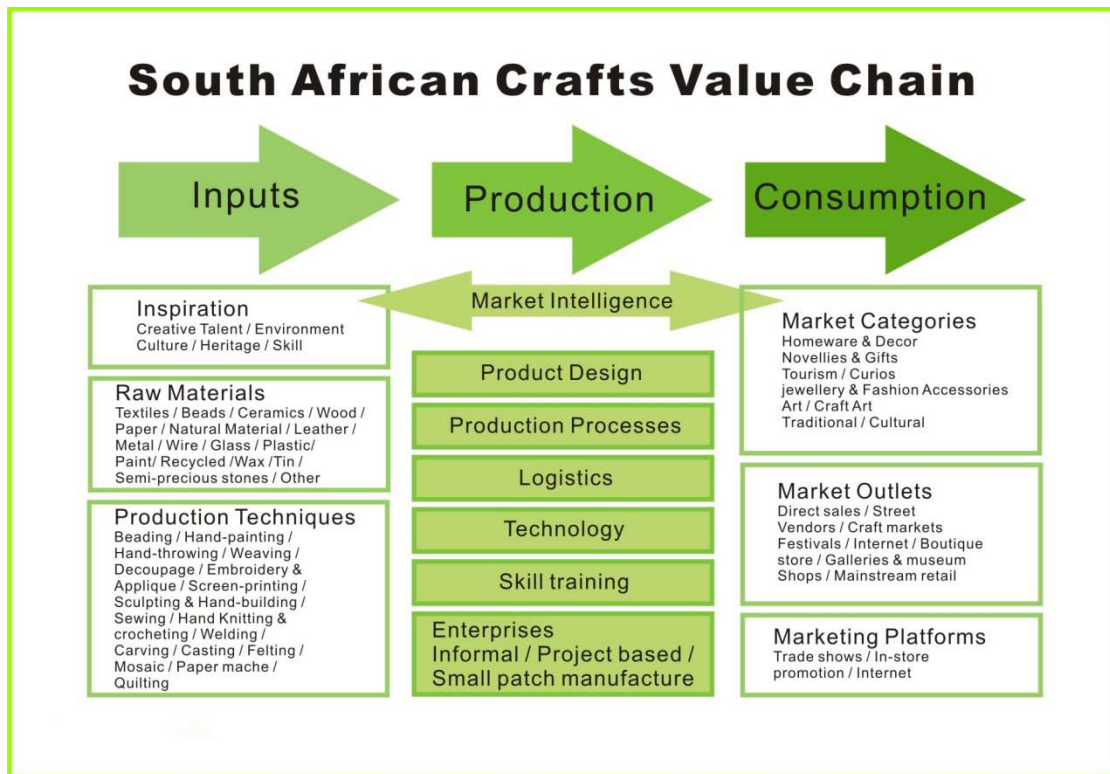 South African Crafts Value Chain
Inputs
Production
Consumption
Market Intelligence
Inspiration
Creative Talent / Environment
Culture / Heritage / Skill
Raw Materials
Textiles / Beads / Ceramics / Wood /
Paper / Natural Material / Leather /
Metal / Wire / Glass / Plastic/
Paint/ Recycled /Wax /Tin /
Semi-precious stones / Other
Production Techniques
Beading / Hand-painting /
Hand-throwing / Weaving /
Decoupage / Embroidery &
Applique / Screen-printing /
Sculpting & Hand-building /
Sewing / Hand Knitting &
crocheting / Welding /
Carving / Casting / Felting /
Mosaic / Paper mache /
Quilting
Product Design
Production Processes
Logistics
Technology
Skill training
Enterprises
Informal / Project based /
Small patch manufacture
Market Categories
Homeware & Decor
Novellies & Gifts
Tourism / Curios
jewellery & Fashion Accessories
Art / Craft Art
Traditional / Cultural
Market Outlets
Direct sales / Street
Vendors / Craft markets
Festivals / Internet / Boutique
store / Galleries & museum
Shops / Mainstream retail
Marketing Platforms
Trade shows / In-store
promotion / Internet